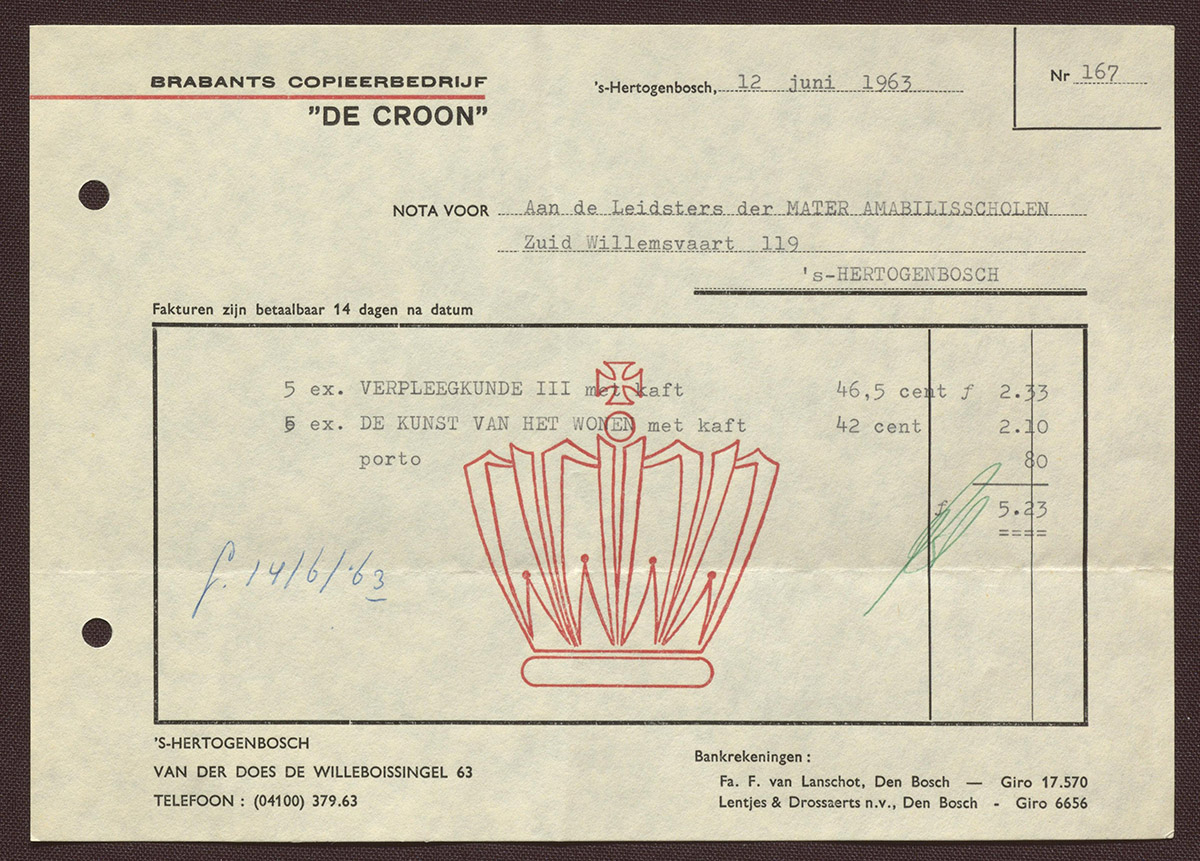 BRABANTS COPIEERBEDRIJF
"DE CROON"
's-Hertogenbosch, 12 juni 1963
Nr 167
NOTA VOOR Aan de Leidsters der MATER AMABILISSCHOLEN
Zuid Willemsvaart 119
's-HERTOGENBOSCH
Fakturen zijn betaalbaar 14 dagen na datum
5 ex. VERPLEEGKUNDE III met kaft 46,5 cent f 2.33
5 ex. DE KUNST VAN HET WONEN met kaft 42 cent 2.10
porto 80
f 5.23
====
f. 14/6/'63
'S-HERTOGENBOSCH
VAN DER DOES DE WILLEBOISSINGEL 63
TELEFOON : (04100) 379.63
Bankrekeningen :
Fa. F. van Lanschot, Den Bosch — Giro 17.570
Lentjes & Drossaerts n.v., Den Bosch - Giro 6656